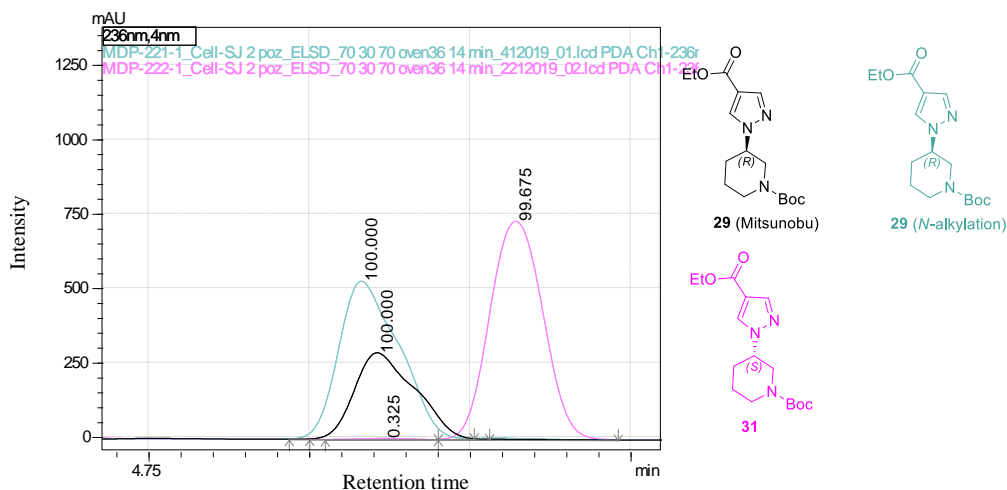 mAU
236nm,4nm
MDP-221-1_Cell-SJ 2 poz_ELSD_70 30 70 oven36 14 min_412019_01.lcd PDA Ch1-236
MDP-222-1_Cell-SJ 2 poz_ELSD_70 30 70 oven36 14 min_2212019_02.lcd PDA
1250
1000
750
500
250
0
Intensity
100.000
100.000
0.325
99.675
4.75
min
Retention time
EtO
O
N
N
(R)
N
Boc
29 (Mitsunobu)
EtO
O
N
N
(R)
N
Boc
29 (N-alkylation)
EtO
O
N
N
(S)
N
Boc
31